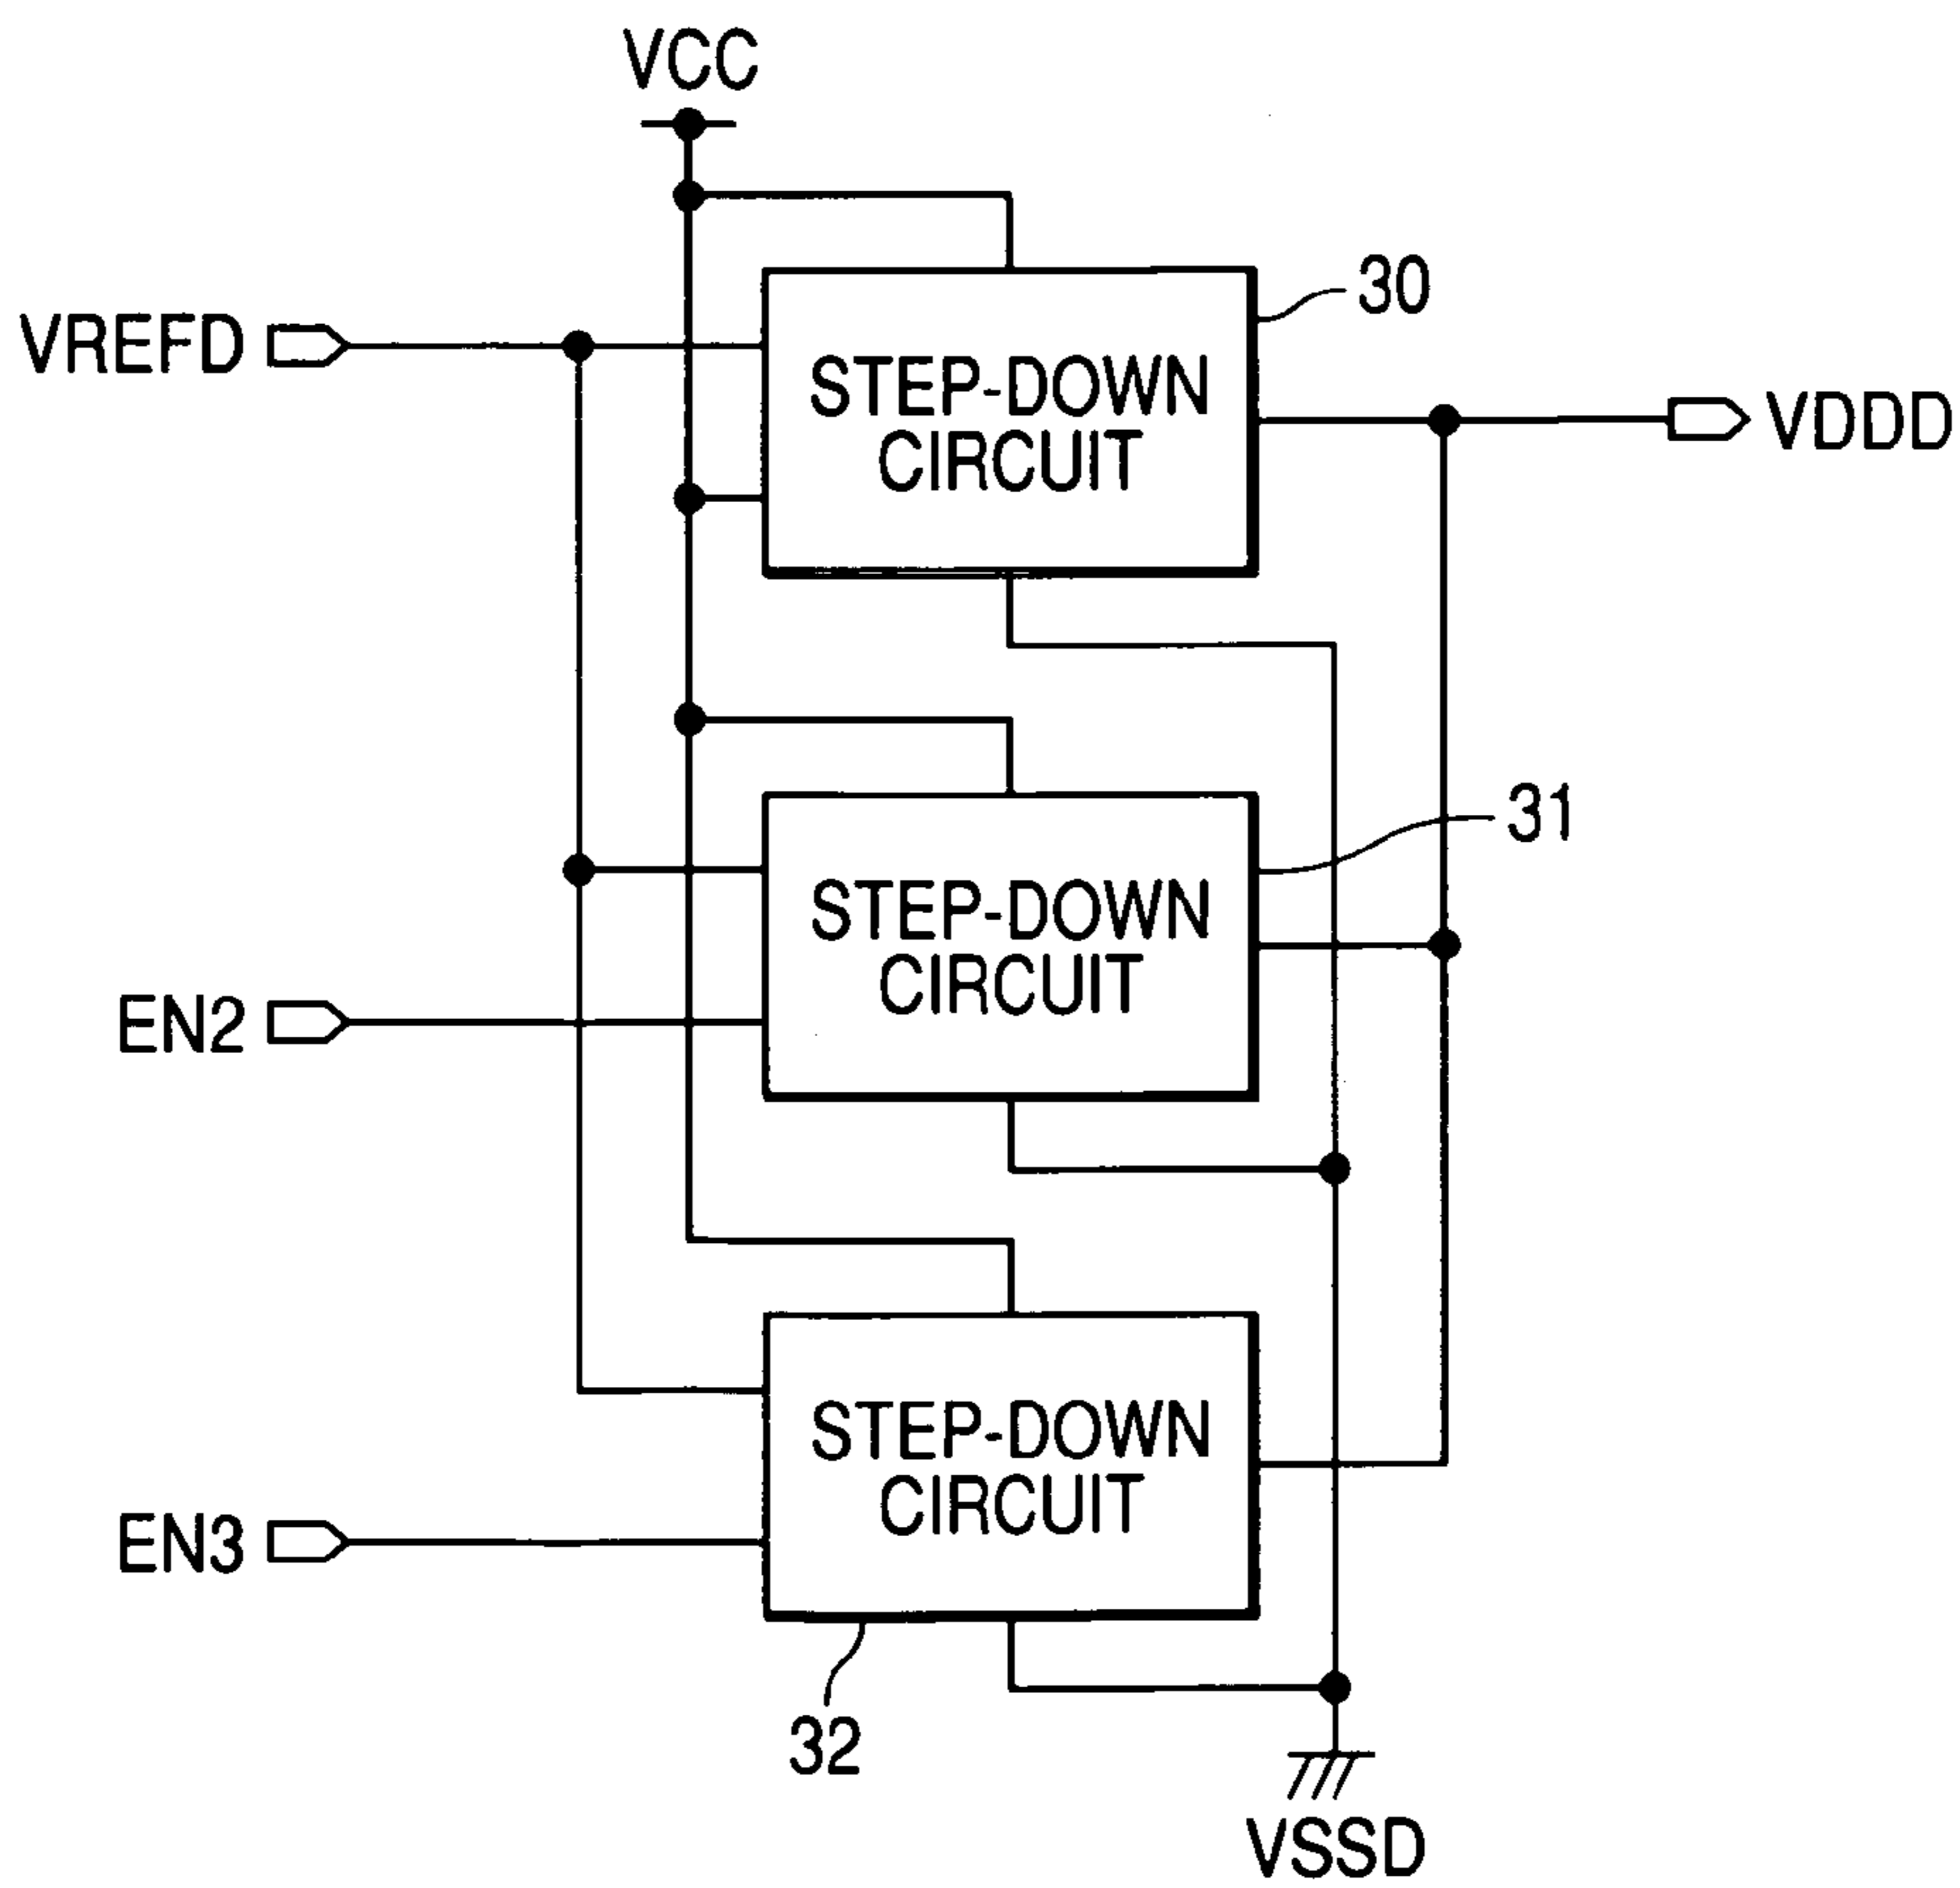 VCC
30
VREFD
STEP-DOWN
CIRCUIT
VDDD
31
STEP-DOWN
CIRCUIT
EN2
STEP-DOWN
CIRCUIT
EN3
32
VSSD